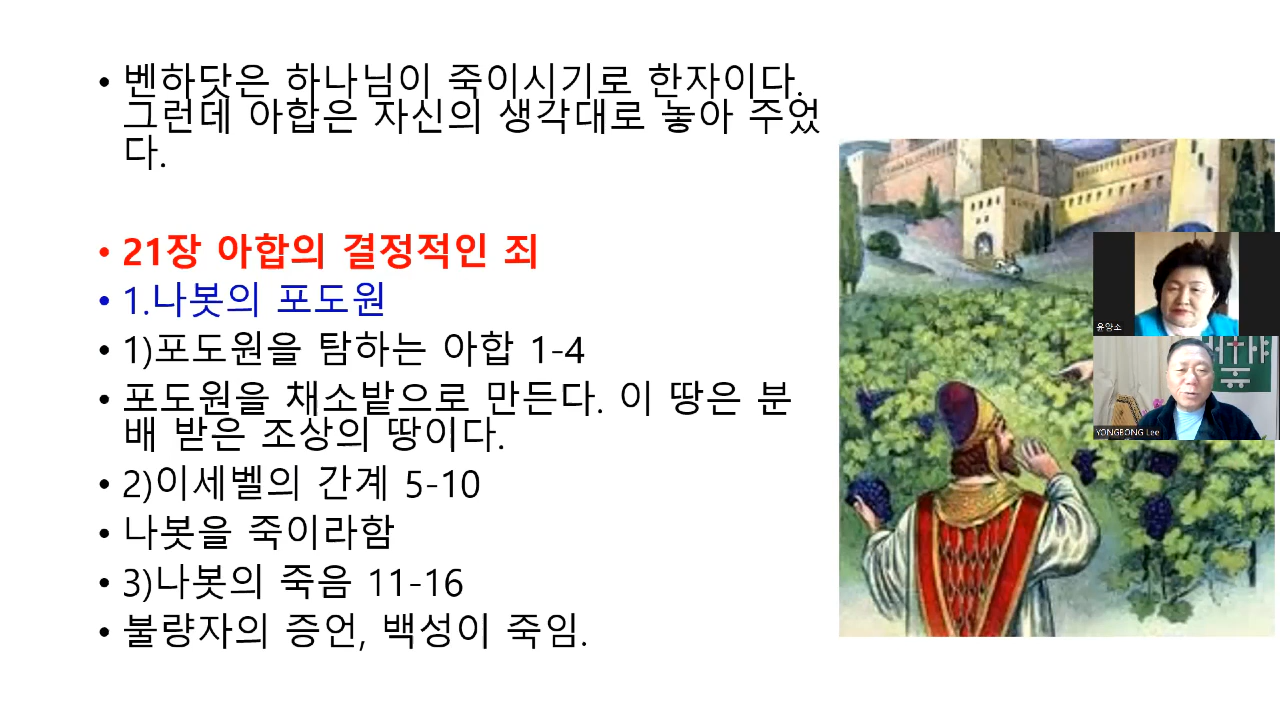 • 벤하닷은 하나님이 죽이시기로 한자이다.
그런데 아합은 자신의 생각대로 놓아 주었
다.
• 21장 아합의 결정적인 죄
• 1.나봇의 포도원
• 1)포도원을 탐하는 아합 1-4
• 포도원을 채소밭으로 만든다. 이 땅은 분
배 받은 조상의 땅이다.
• 2)이세벨의 간계 5-10
• 나봇을 죽이라함
• 3)나봇의 죽음 11-16
• 불량자의 증언, 백성이 죽임.
YONGBONG Lee